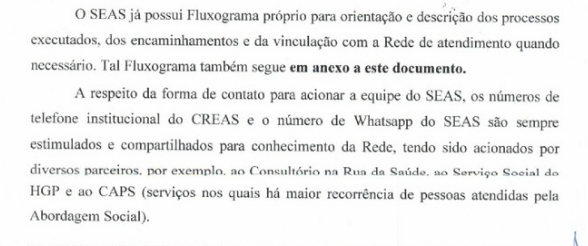 O SEAS já possui Fluxograma próprio para orientação e descrição dos processos
executados, dos encaminhamentos e da vinculação com a Rede de atendimento quando
necessário. Tal Fluxograma também segue em anexo a este documento.
A respeito da forma de contato para acionar a equipe do SEAS, os números de
telefone institucional do CREAS e o número de Whatsapp do SEAS são sempre
estimulados e compartilhados para conhecimento da Rede, tendo sido acionados por
diversos parceiros, por exemplo, ao Consultório na Rua da Saúde, ao Serviço Social do
HGP e ao CAPS (serviços nos quais há maior recorrência de pessoas atendidas pela
Abordagem Social).